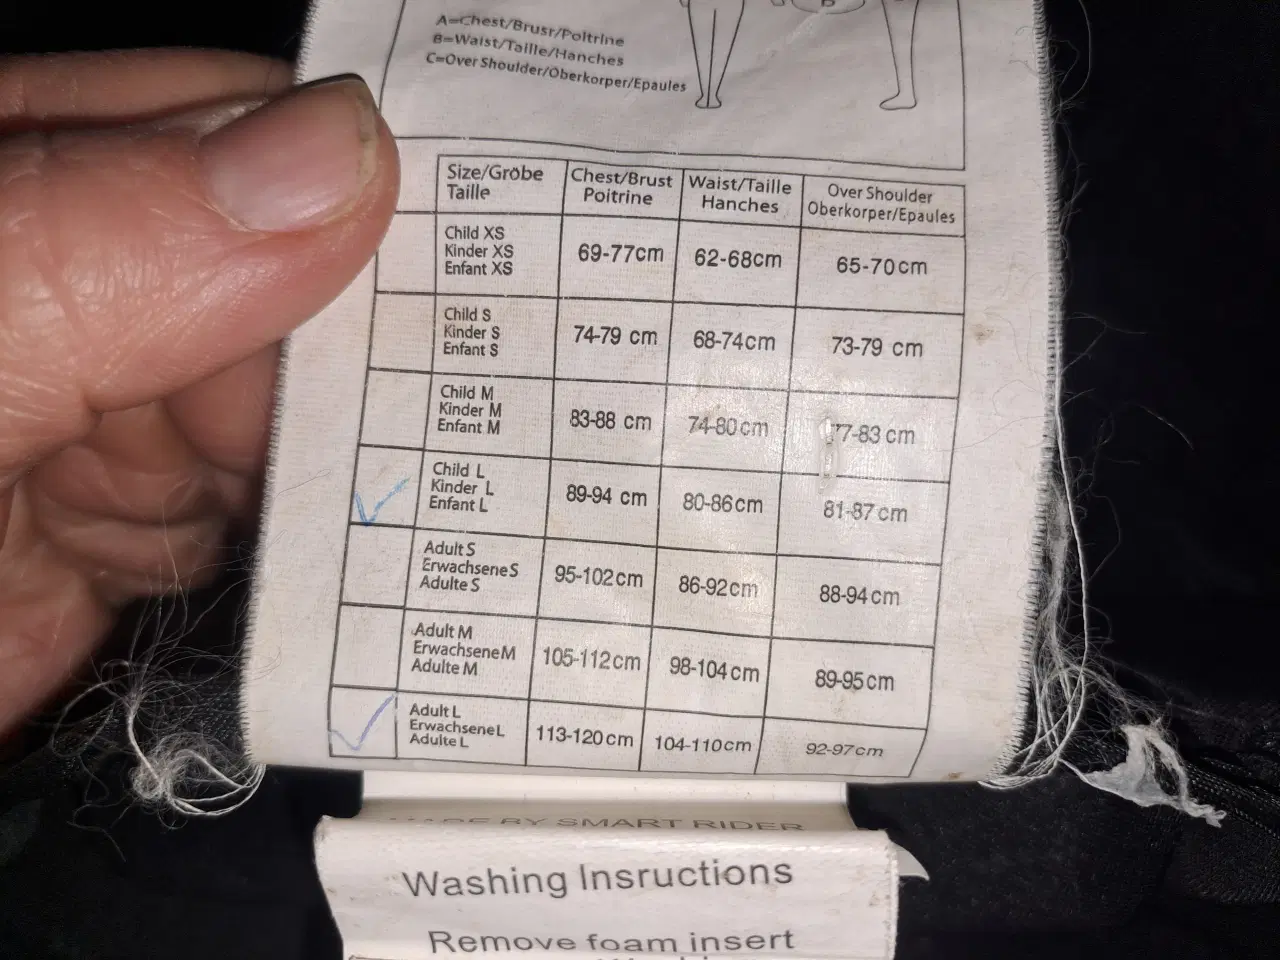 A=Chest/Brusr/Poltrine
B=Waist/Taille/Hanches
C=Over Shoulder/Oberkorper/Epaules
Size/Gröbe Taille
Chest/Brust Poitrine
Waist/Taille Hanches
Over Shoulder Oberkorper/Epaules
Child XS
Kinder XS
Enfant XS
69-77cm
62-68cm
65-70cm
Child S
Kinder S
Enfant S
74-79 cm
68-74cm
73-79 cm
Child M
Kinder M
Enfant M
83-88 cm
74-80cm
77-83 cm
Child L
Kinder L
Enfant L
89-94 cm
80-86cm
81-87cm
Adult S
Erwachsene S
Adulte S
95-102cm
86-92cm
88-94cm
Adult M
Erwachsene M
Adulte M
105-112cm
98-104cm
89-95cm
Adult L
Erwachsene L
Adulte L
113-120cm
104-110cm
92-97cm
MADE BY SMART RIDER
Washing Insructions
Remove foam insert